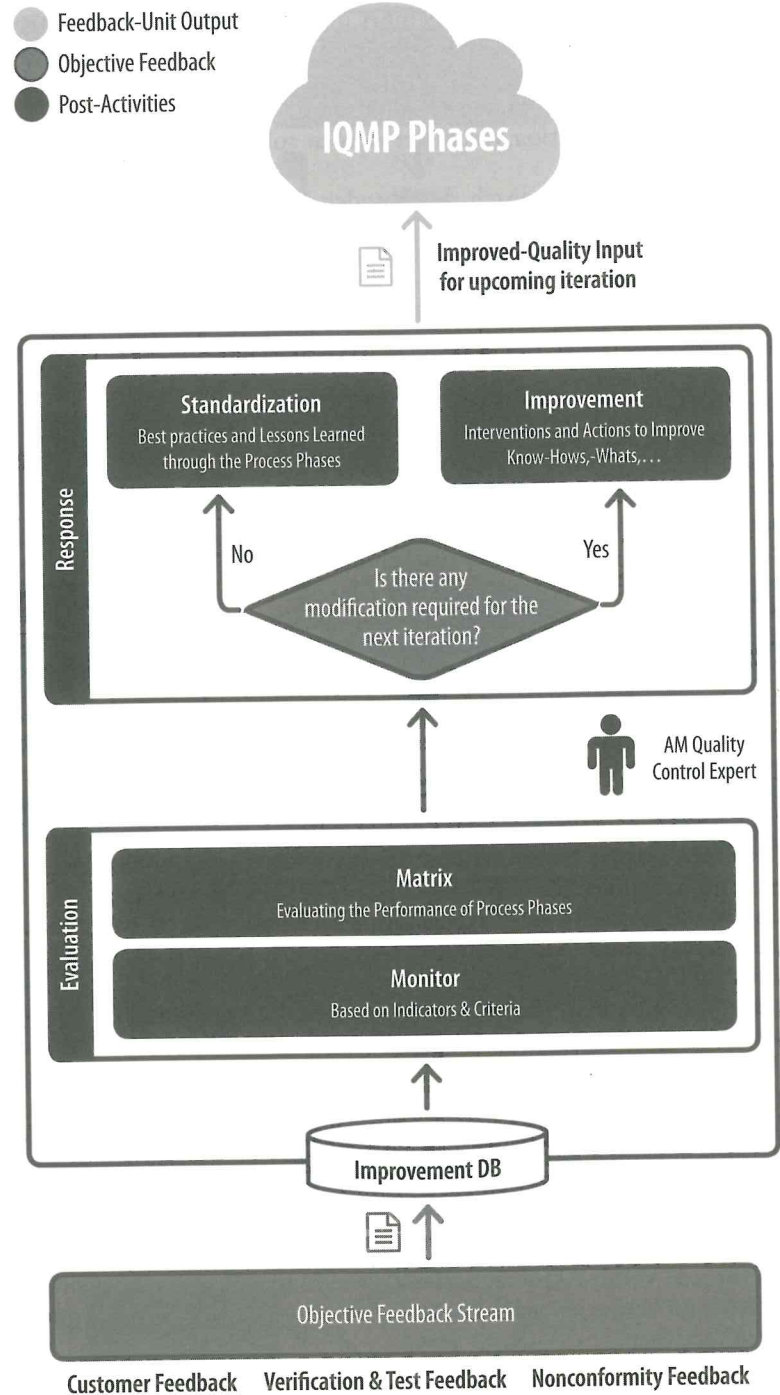 Feedback-Unit Output
Objective Feedback
Post-Activities
IQMP Phases
Improved-Quality Input
for upcoming iteration
Response
Standardization
Best practices and Lessons Learned
through the Process Phases
Improvement
Interventions and Actions to Improve
Know-Hows,-Whats,...
No
Yes
Is there any
modification required for the
next iteration?
AM Quality
Control Expert
Evaluation
Matrix
Evaluating the Performance of Process Phases
Monitor
Based on Indicators & Criteria
Improvement DB
Objective Feedback Stream
Customer Feedback Verification & Test Feedback Nonconformity Feedback